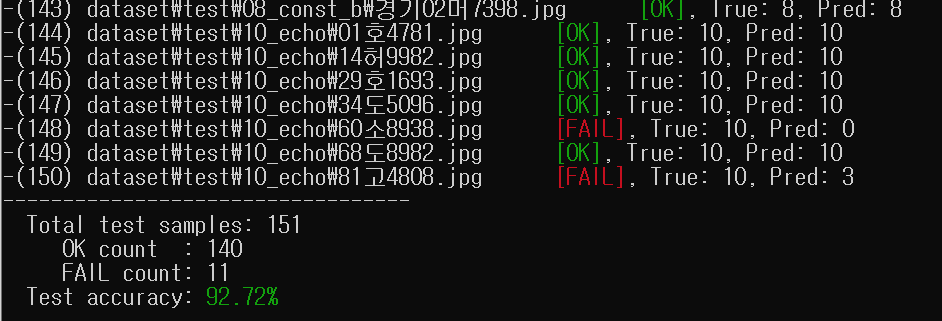 -(143) dataset₩test₩08_const_b₩경기02머7398.jpg [OK], True: 8, Pred: 8
-(144) dataset₩test₩10_echo₩01호4781.jpg [OK], True: 10, Pred: 10
-(145) dataset₩test₩10_echo₩14허9982.jpg [OK], True: 10, Pred: 10
-(146) dataset₩test₩10_echo₩29호1693.jpg [OK], True: 10, Pred: 10
-(147) dataset₩test₩10_echo₩34도5096.jpg [OK], True: 10, Pred: 10
-(148) dataset₩test₩10_echo₩60소8938.jpg [FAIL], True: 10, Pred: 0
-(149) dataset₩test₩10_echo₩68도8982.jpg [OK], True: 10, Pred: 10
-(150) dataset₩test₩10_echo₩81고4808.jpg [FAIL], True: 10, Pred: 3
----------------------------------
Total test samples: 151
OK count : 140
FAIL count: 11
Test accuracy: 92.72%